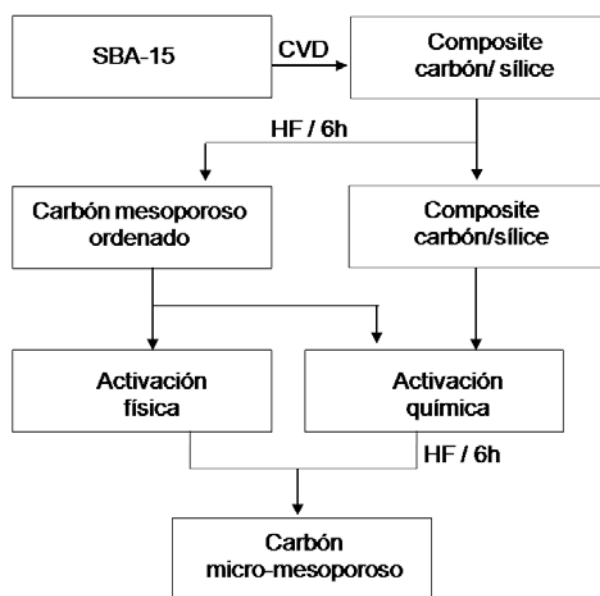 SBA-15
CVD
Composite
carbón/ sílice
HF / 6h
Carbón mesoporoso
ordenado
Composite
carbón/sílice
Activación
física
Activación
química
HF / 6h
Carbón
micro-mesoporoso